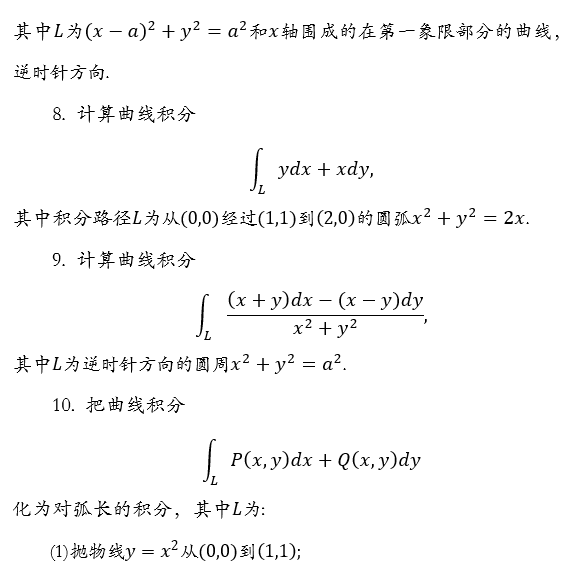 其中L为(x − a)² + y² = a²和x轴围成的在第一象限部分的曲线，
逆时针方向.
8. 计算曲线积分
∫_L ydx + xdy,
其中积分路径L为从(0,0)经过(1,1)到(2,0)的圆弧x² + y² = 2x.
9. 计算曲线积分
∫_L \frac{(x + y)dx − (x − y)dy}{x² + y²},
其中L为逆时针方向的圆周x² + y² = a².
10. 把曲线积分
∫_L P(x, y)dx + Q(x, y)dy
化为对弧长的积分，其中L为:
(1)抛物线y = x²从(0,0)到(1,1);